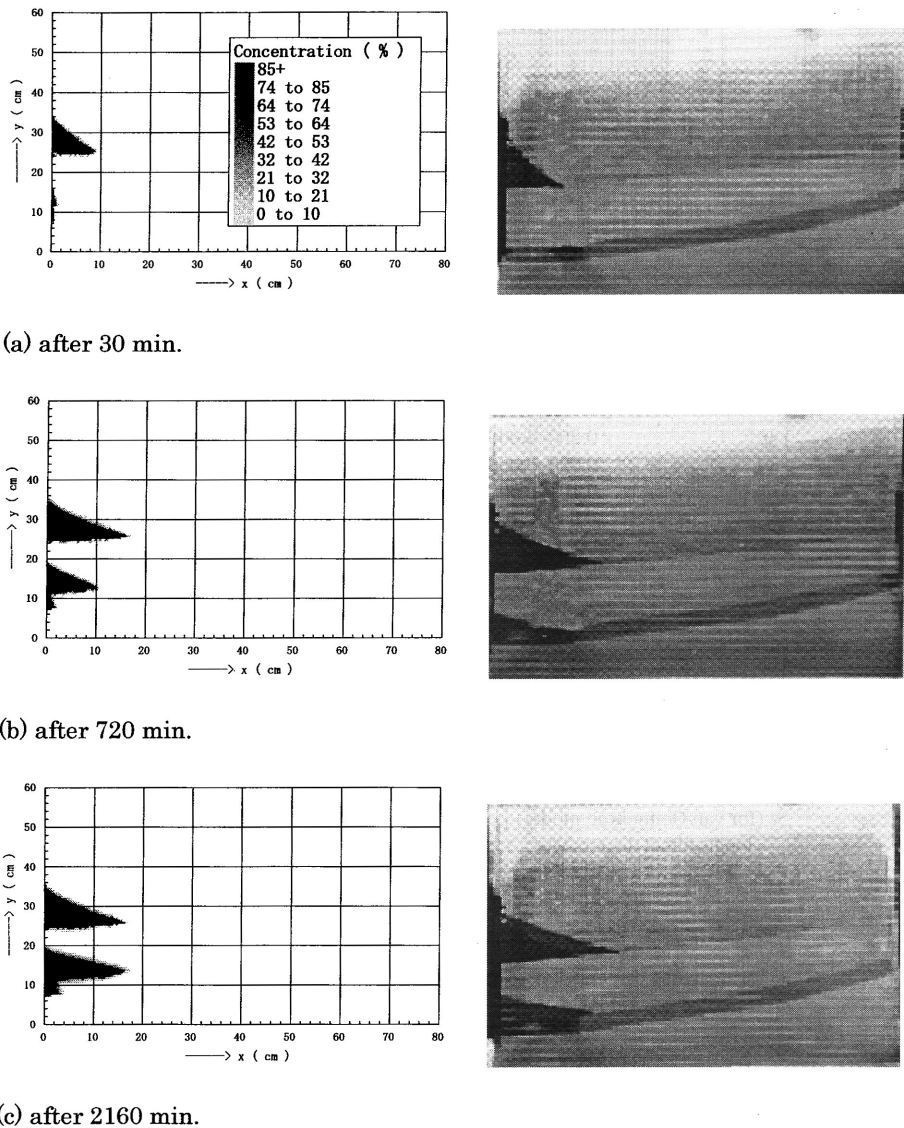 60
50
40
30
20
10
0
----> y ( cm )
Concentration ( % )
85+
74 to 85
64 to 74
53 to 64
42 to 53
32 to 42
21 to 32
10 to 21
0 to 10
0 10 20 30 40 50 60 70 80
----> x ( cm )
(a) after 30 min.
60
50
40
30
20
10
0
----> y ( cm )
0 10 20 30 40 50 60 70 80
----> x ( cm )
(b) after 720 min.
60
50
40
30
20
10
0
----> y ( cm )
0 10 20 30 40 50 60 70 80
----> x ( cm )
(c) after 2160 min.